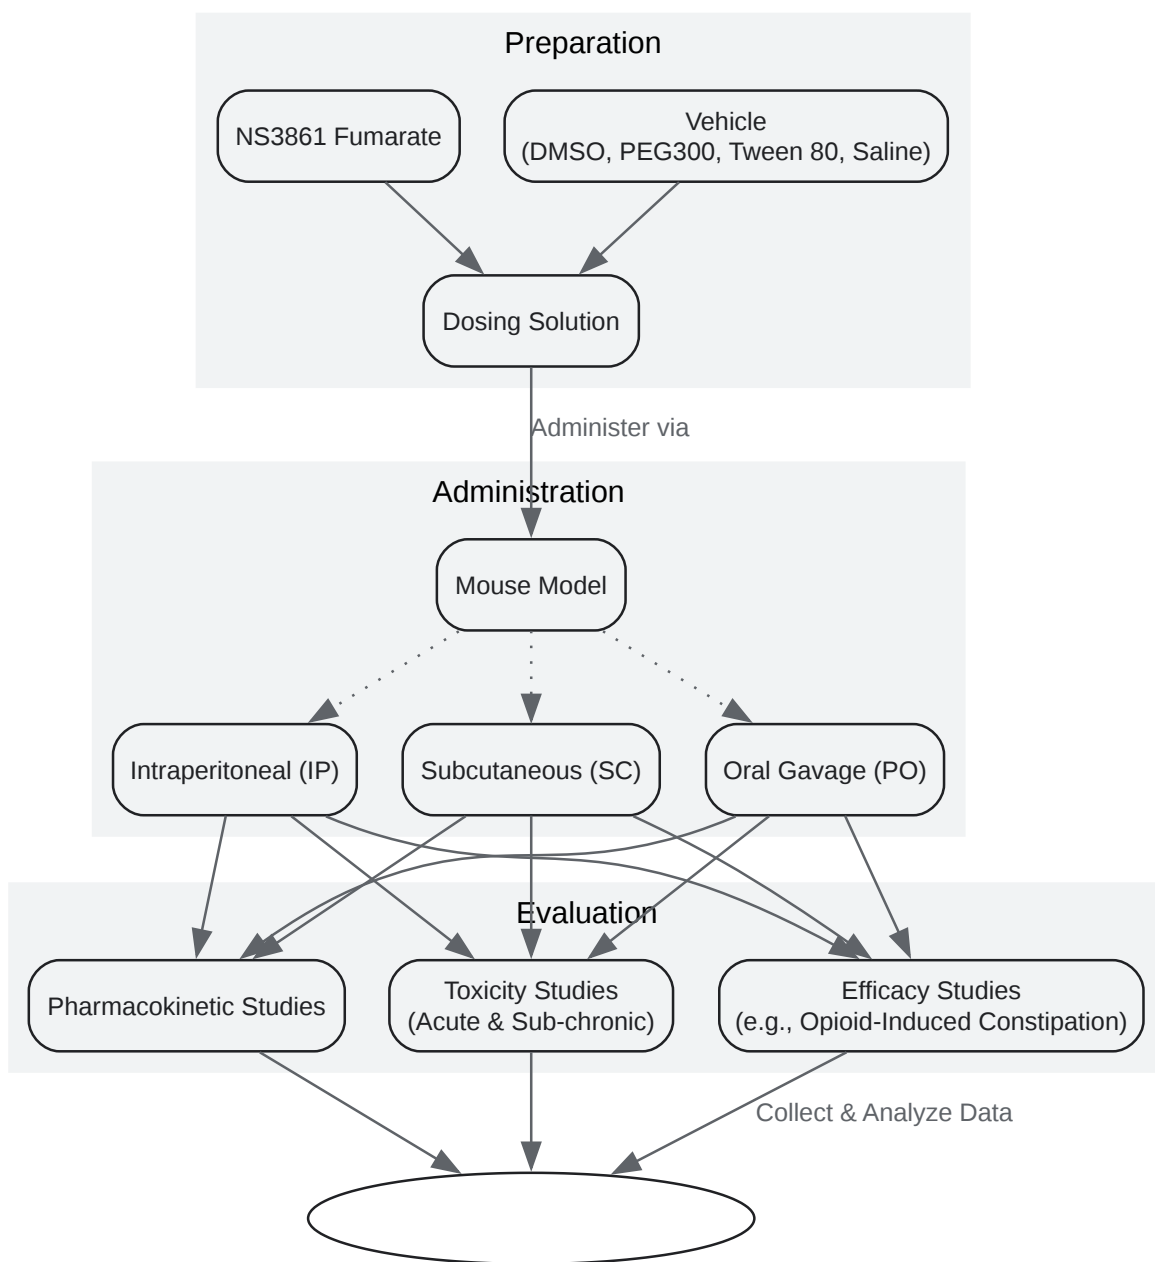 Preparation
NS3861 Fumarate
Vehicle
(DMSO, PEG300, Tween 80, Saline)
Dosing Solution
Administer via
Administration
Mouse Model
Intraperitoneal (IP)
Subcutaneous (SC)
Oral Gavage (PO)
Evaluation
Pharmacokinetic Studies
Toxicity Studies
(Acute & Sub-chronic)
Efficacy Studies
(e.g., Opioid-Induced Constipation)
Collect & Analyze Data